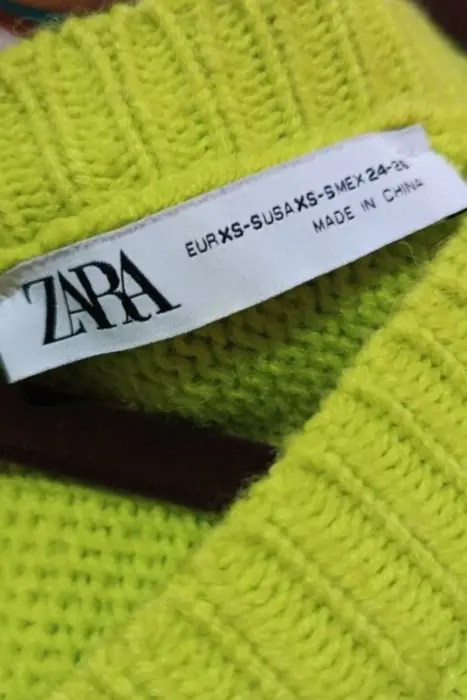 ZARA
EUR XS-S USA XS-S MEX 24-26
MADE IN CHINA